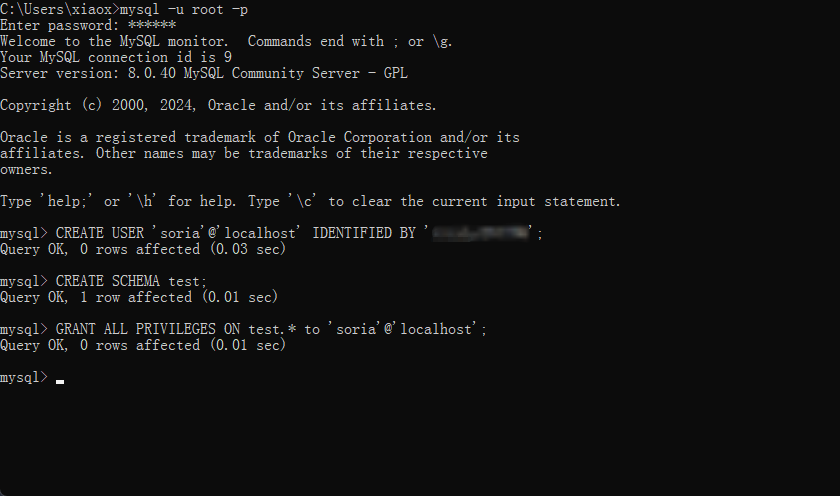 C:\Users\xiaox>mysql -u root -p
Enter password: ******
Welcome to the MySQL monitor.  Commands end with ; or \g.
Your MySQL connection id is 9
Server version: 8.0.40 MySQL Community Server - GPL
Copyright (c) 2000, 2024, Oracle and/or its affiliates.
Oracle is a registered trademark of Oracle Corporation and/or its
affiliates. Other names may be trademarks of their respective
owners.
Type 'help;' or '\h' for help. Type '\c' to clear the current input statement.
mysql> CREATE USER 'soria'@'localhost' IDENTIFIED BY '';
Query OK, 0 rows affected (0.03 sec)
mysql> CREATE SCHEMA test;
Query OK, 1 row affected (0.01 sec)
mysql> GRANT ALL PRIVILEGES ON test.* to 'soria'@'localhost';
Query OK, 0 rows affected (0.01 sec)
mysql>